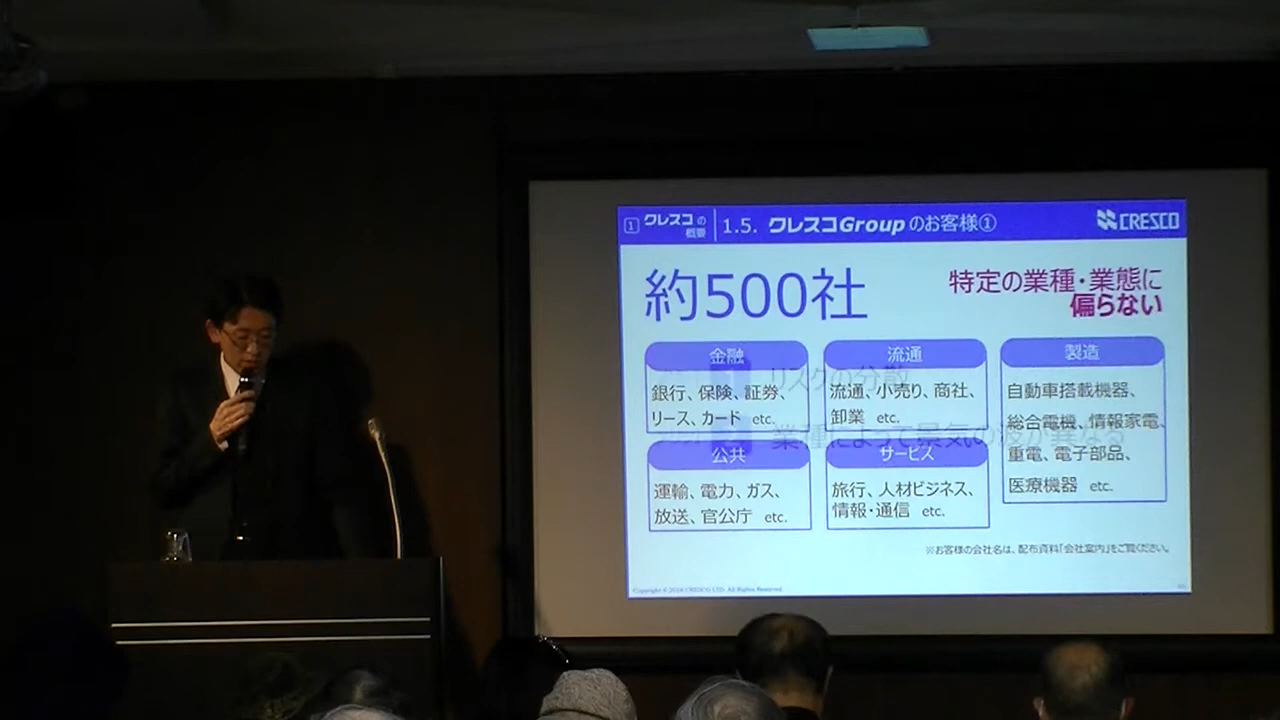 1 クレスコの
概要
1.5. クレスコGroup のお客様①
CRESCO
約500社
特定の業種・業態に
偏らない
金融
銀行、保険、証券、
リース、カード etc.
流通
流通、小売り、商社、
卸業 etc.
製造
自動車搭載機器、
総合電機、情報家電、
重電、電子部品、
医療機器 etc.
リスクの分散
業種によって景気の波が異なる
公共
運輸、電力、ガス、
放送、官公庁 etc.
サービス
旅行、人材ビジネス、
情報・通信 etc.
※お客様の会社名は、配布資料「会社案内」をご覧ください。